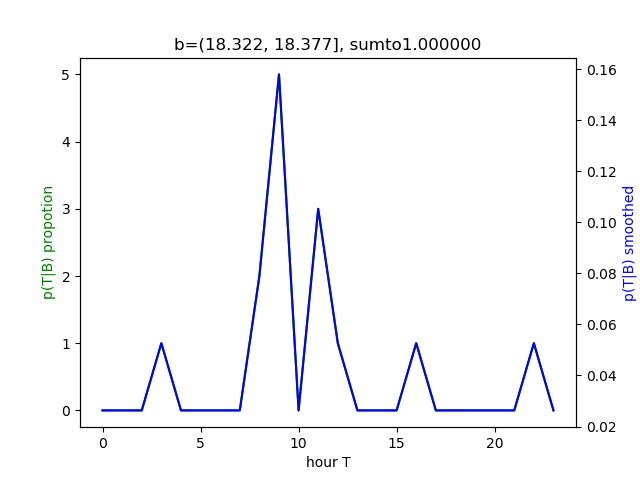 b=(18.322, 18.377], sumto1.000000
5
4
3
2
1
0
p(T|B) propotion
0.16
0.14
0.12
0.10
0.08
0.06
0.04
0.02
p(T|B) smoothed
0 5 10 15 20
hour T